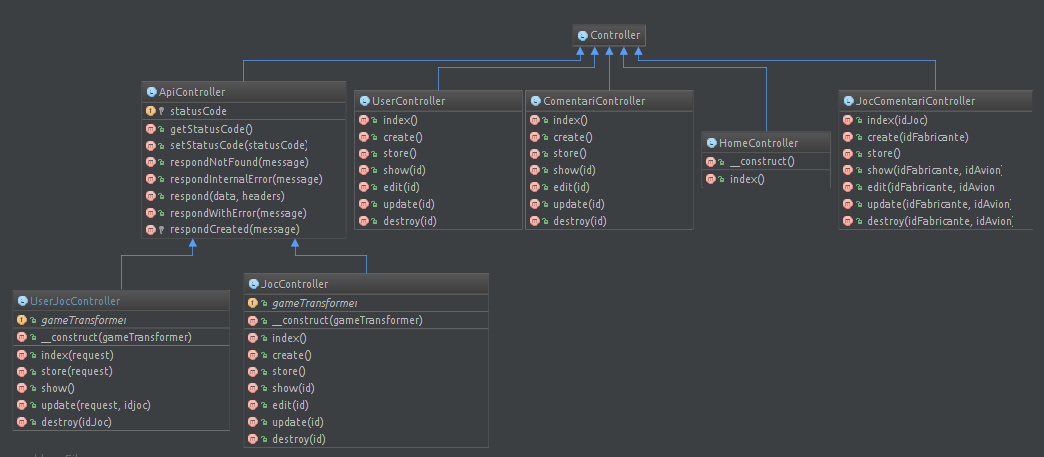 Controller
ApiController
statusCode
getStatusCode()
setStatusCode(statusCode)
respondNotFound(message)
respondInternalError(message)
respond(data, headers)
respondWithError(message)
respondCreated(message)
UserController
index()
create()
store()
show(id)
edit(id)
update(id)
destroy(id)
ComentariController
index()
create()
store()
show(id)
edit(id)
update(id)
destroy(id)
HomeController
__construct()
index()
JocComentariController
index(idJoc)
create(idFabricante)
store()
show(idFabricante, idAvion)
edit(idFabricante, idAvion
update(idFabricante, idAvion)
destroy(idFabricante, idAvion)
UserJocController
gameTransformer
__construct(gameTransformer)
index(request)
store(request)
show()
update(request, idjoc)
destroy(idJoc)
JocController
gameTransformer
__construct(gameTransformer)
index()
create()
store()
show(id)
edit(id)
update(id)
destroy(id)